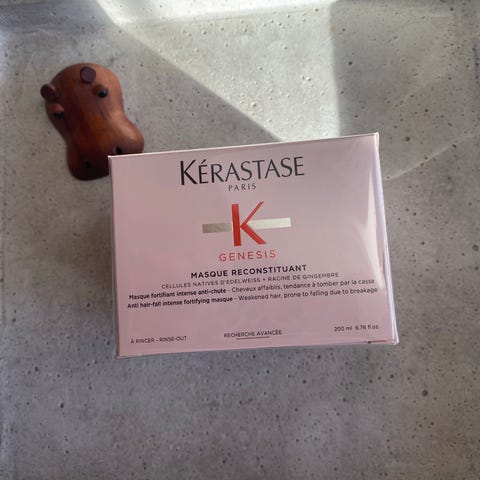 KÉRASTASE
PARIS
K
GENESIS
MASQUE RECONSTITUANT
CELLULES NATIVES D'EDELWEISS + RACINE DE GINGEMBRE
Masque fortifiant intense anti-chute - Cheveux affaiblis, tendance à tomber par la casse
Anti hair-fall intense fortifying masque - Weakened hair, prone to falling due to breakage
À RINCER - RINSE-OUT
RECHERCHE AVANCÉE
200 ml 6.76 fl.oz.